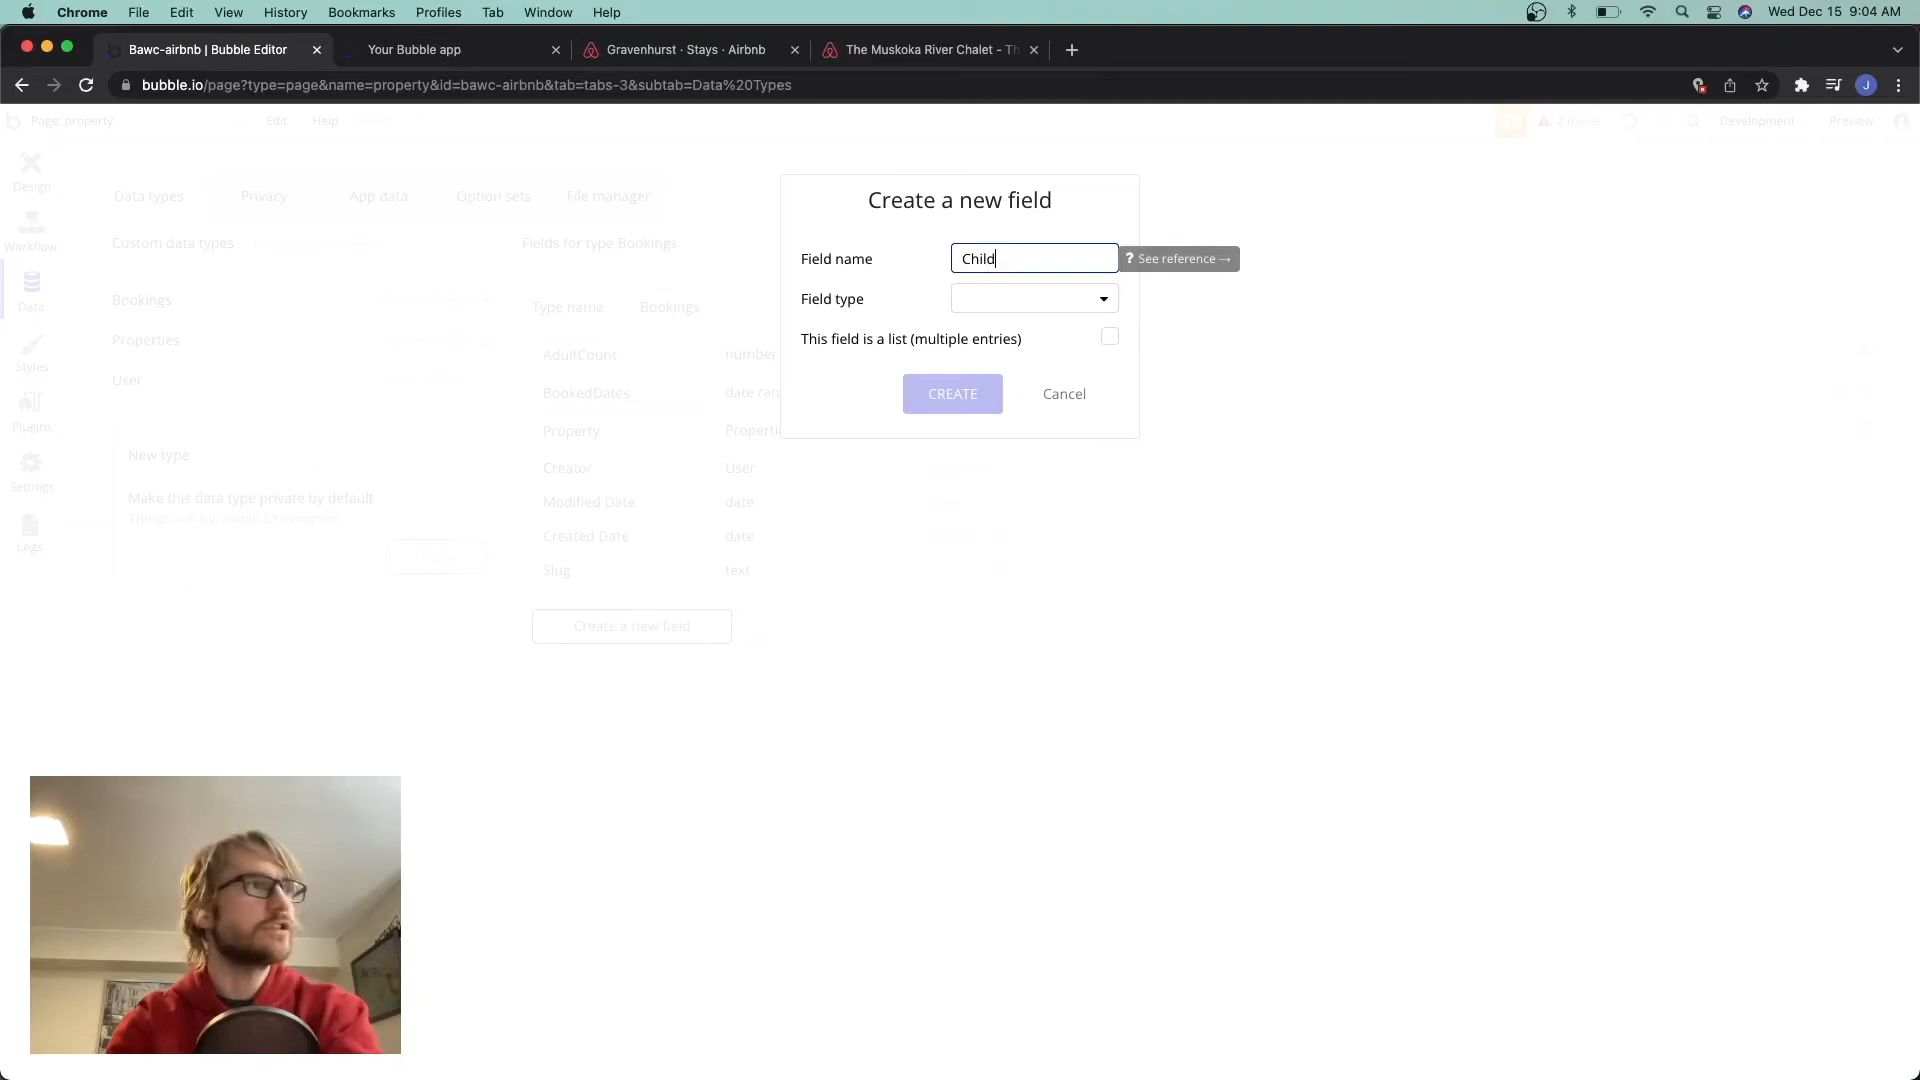 Chrome File Edit View History Bookmarks Profiles Tab Window Help Wed Dec 15 9:04 AM
Bawc-airbnb | Bubble Editor Your Bubble app Gravenhurst · Stays · Airbnb The Muskoka River Chalet - Th
bubble.io/page?type=page&name=property&id=bawc-airbnb&tab=tabs-3&subtab=Data%20Types J
Page: property Edit Help Development Preview
Design
Workflow
Data
Styles
Plugins
Settings
Logs
Data types Privacy App data Option sets File manager
Custom data types
Bookings
Properties
User
New type
Make this data type private by default
Things will be visible to everyone
Fields for type Bookings
Type name Bookings
AdultCount number
BookedDates date ran
Property Properti
Creator User
Modified Date date
Created Date date
Slug text
Create a new field
Create a new field
Field name Child ? See reference →
Field type
This field is a list (multiple entries)
CREATE Cancel